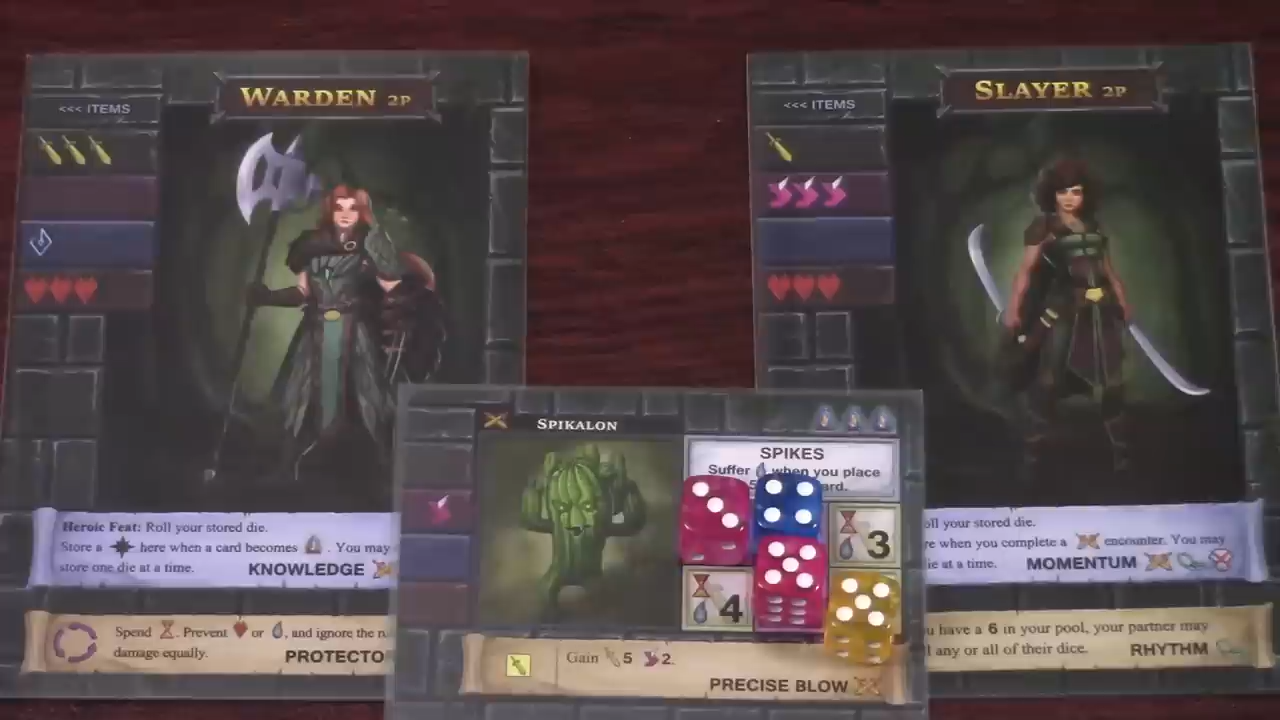 WARDEN 2P
<<< ITEMS
Heroic Feat: Roll your stored die.
Store a here when a card becomes . You may
store one die at a time. KNOWLEDGE
Spend . Prevent or , and ignore the
damage equally. PROTECTO
SLAYER 2P
<<< ITEMS
your stored die.
when you complete a encounter. You may
at a time. MOMENTUM
have a 6 in your pool, your partner may
any or all of their dice. RHYTHM
SPIKALON
SPIKES
Suffer when you place
3
4
Gain 5 2.
PRECISE BLOW